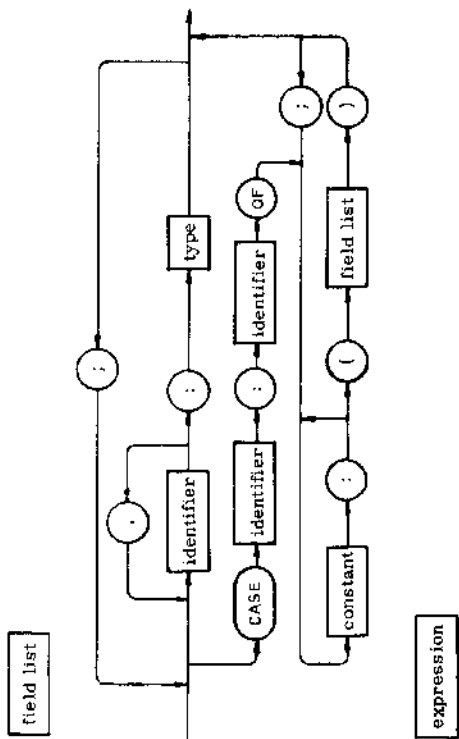 field list
;
,
identifier : type
CASE identifier : identifier OF
;
constant : ( field list )
expression